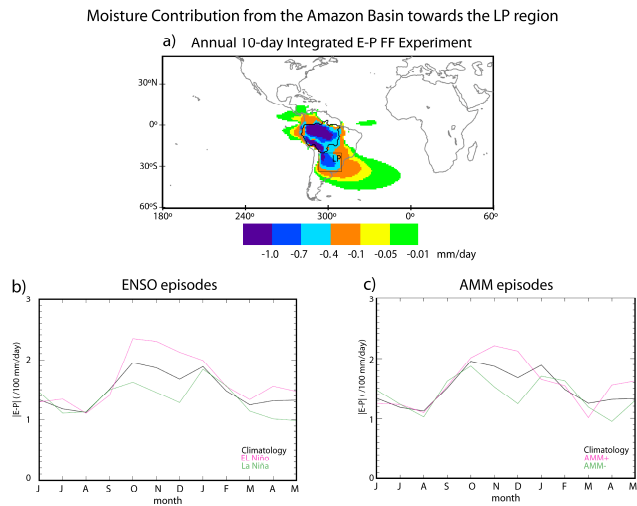 Moisture Contribution from the Amazon Basin towards the LP region
a) Annual 10-day Integrated E-P FF Experiment
30ºN
0º
30ºS
60ºS
180º 240º 300º 0º 60º
LP
-1.0 -0.7 -0.4 -0.1 -0.05 -0.01 mm/day
b) ENSO episodes
3
2
1
0
|E-P| (/100 mm/day)
Climatology
EL Niño
La Niña
J J A S O N D J F M A M
month
c) AMM episodes
3
2
1
0
|E-P| (/100 mm/day)
Climatology
AMM+
AMM-
J J A S O N D J F M A M
month